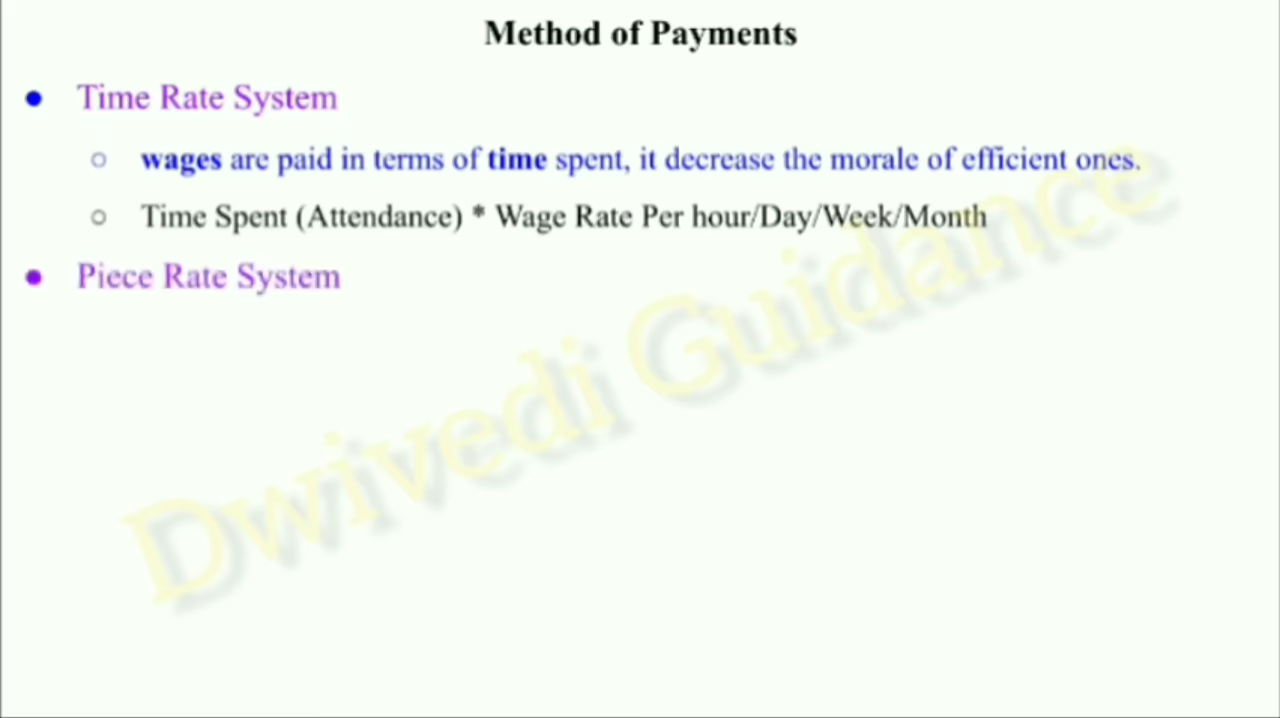 Method of Payments
● Time Rate System
○ wages are paid in terms of time spent, it decrease the morale of efficient ones.
○ Time Spent (Attendance) * Wage Rate Per hour/Day/Week/Month
● Piece Rate System
Dwivedi Guidance